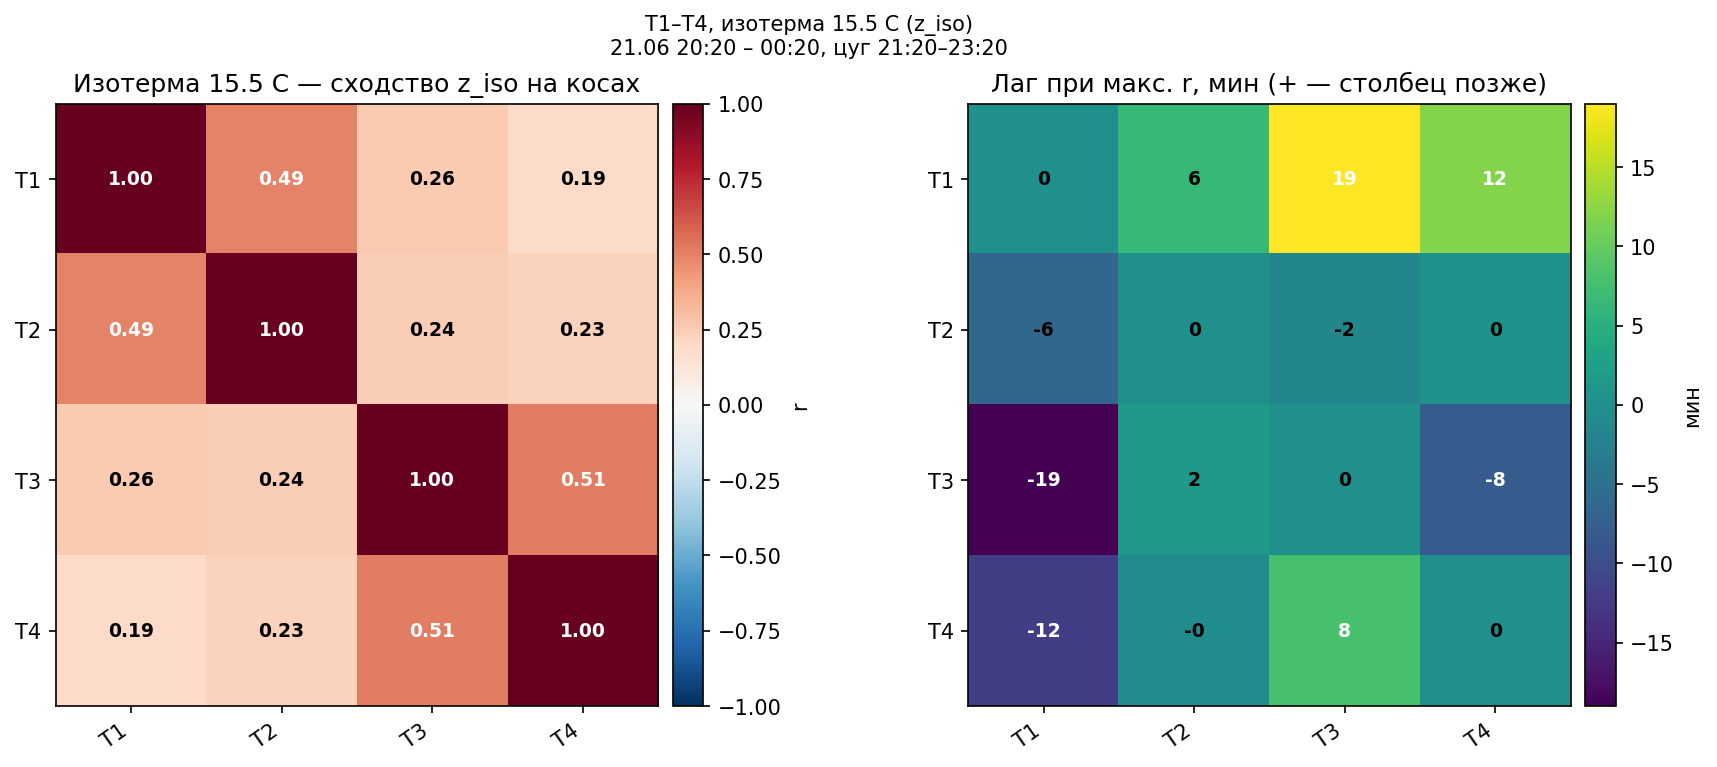 T1–T4, изотерма 15.5 C (z_iso)
21.06 20:20 – 00:20, цуг 21:20–23:20
Изотерма 15.5 C — сходство z_iso на косах
T1
1.00
0.49
0.26
0.19
T2
0.49
1.00
0.24
0.23
T3
0.26
0.24
1.00
0.51
T4
0.19
0.23
0.51
1.00
T1
T2
T3
T4
1.00
0.75
0.50
0.25
0.00
−0.25
−0.50
−0.75
−1.00
r
Лаг при макс. r, мин (+ — столбец позже)
T1
0
6
19
12
T2
-6
0
-2
0
T3
-19
2
0
-8
T4
-12
-0
8
0
T1
T2
T3
T4
15
10
5
0
−5
−10
−15
мин